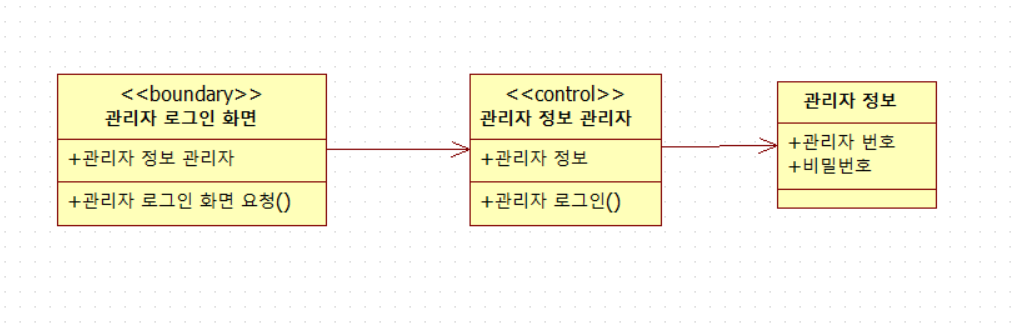 <<boundary>>
관리자 로그인 화면
+관리자 정보 관리자
+관리자 로그인 화면 요청()
<<control>>
관리자 정보 관리자
+관리자 정보
+관리자 로그인()
관리자 정보
+관리자 번호
+비밀번호